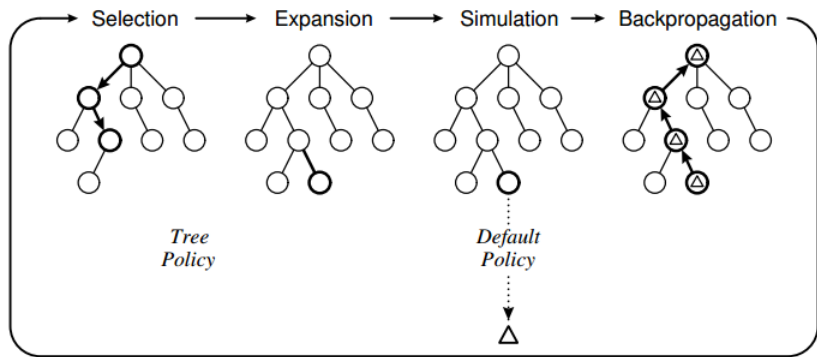 Selection Expansion Simulation Backpropagation
Tree
Policy
Default
Policy